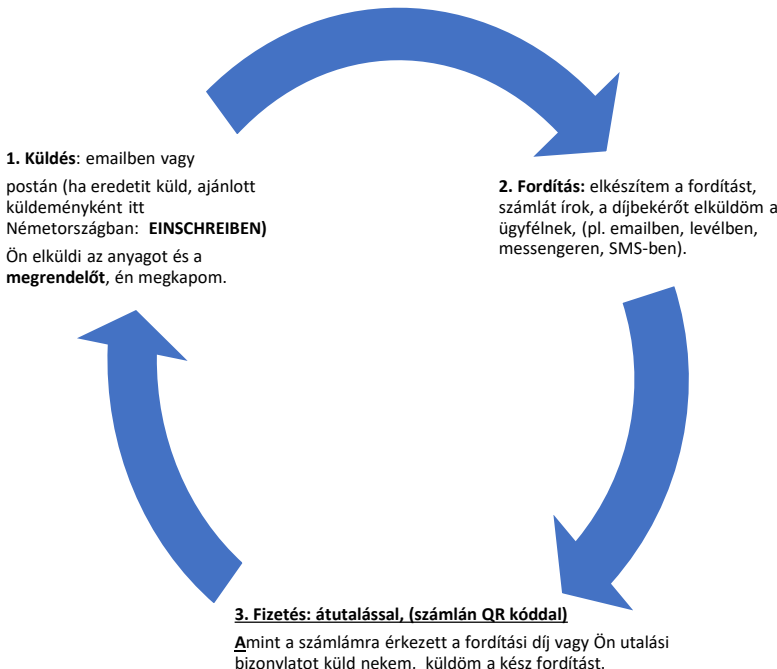 1. Küldés: emailben vagy
postán (ha eredetit küld, ajánlott
küldeményként itt
Németországban: EINSCHREIBEN)
Ön elküldi az anyagot és a
megrendelőt, én megkapom.
2. Fordítás: elkészítem a fordítást,
számlát írok, a díjbekérőt elküldöm a
ügyfélnek, (pl. emailben, levélben,
messengeren, SMS-ben).
3. Fizetés: átutalással, (számlán QR kóddal)
Amint a számlámra érkezett a fordítási díj vagy Ön utalási
bizonylatot küld nekem, küldöm a kész fordítást.